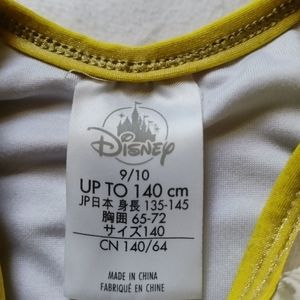 Disney
9/10
UP TO 140 cm
JP日本 身長 135-145
胸囲 65-72
サイズ140
CN 140/64
MADE IN CHINA
FABRIQUÉ EN CHINE